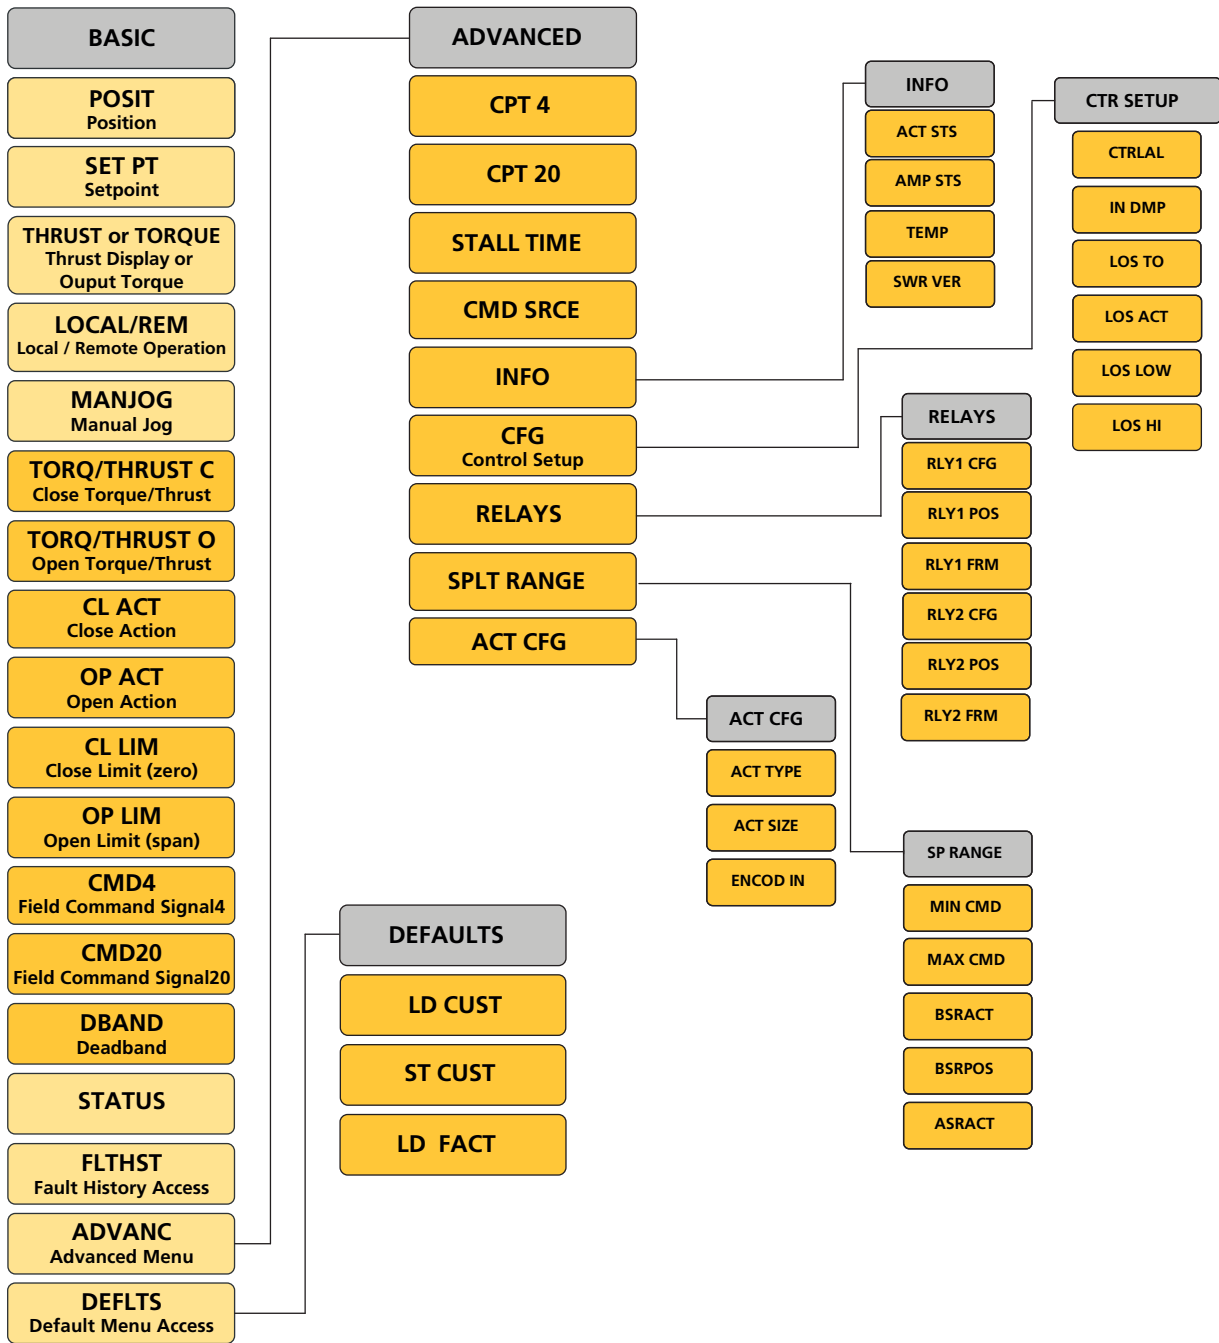 BASIC
POSIT
Position
SET PT
Setpoint
THRUST or TORQUE
Thrust Display or
Ouput Torque
LOCAL/REM
Local / Remote Operation
MANJOG
Manual Jog
TORQ/THRUST C
Close Torque/Thrust
TORQ/THRUST O
Open Torque/Thrust
CL ACT
Close Action
OP ACT
Open Action
CL LIM
Close Limit (zero)
OP LIM
Open Limit (span)
CMD4
Field Command Signal4
CMD20
Field Command Signal20
DBAND
Deadband
STATUS
FLTHST
Fault History Access
ADVANC
Advanced Menu
DEFLTS
Default Menu Access
ADVANCED
CPT 4
CPT 20
STALL TIME
CMD SRCE
INFO
CFG
Control Setup
RELAYS
SPLT RANGE
ACT CFG
DEFAULTS
LD CUST
ST CUST
LD FACT
ACT CFG
ACT TYPE
ACT SIZE
ENCOD IN
INFO
ACT STS
AMP STS
TEMP
SWR VER
RELAYS
RLY1 CFG
RLY1 POS
RLY1 FRM
RLY2 CFG
RLY2 POS
RLY2 FRM
SP RANGE
MIN CMD
MAX CMD
BSRACT
BSRPOS
ASRACT
CTR SETUP
CTRLAL
IN DMP
LOS TO
LOS ACT
LOS LOW
LOS HI